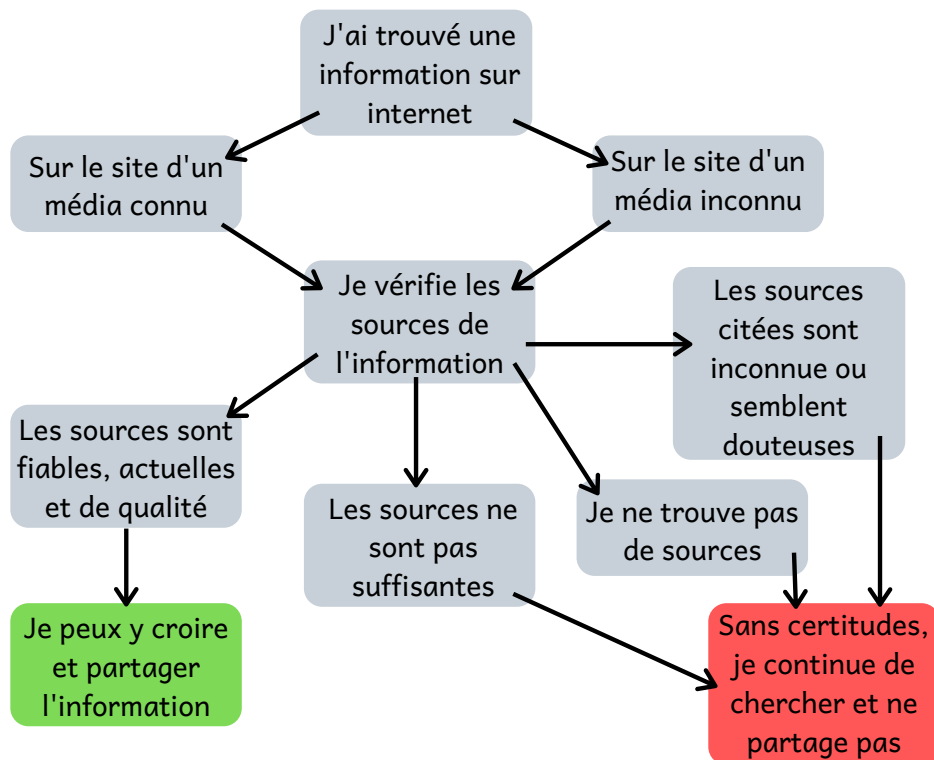 J'ai trouvé une
information sur
internet
Sur le site d'un
média connu
Sur le site d'un
média inconnu
Je vérifie les
sources de
l'information
Les sources
citées sont
inconnue ou
semblent
douteuses
Les sources sont
fiables, actuelles
et de qualité
Les sources ne
sont pas
suffisantes
Je ne trouve pas
de sources
Je peux y croire
et partager
l'information
Sans certitudes,
je continue de
chercher et ne
partage pas